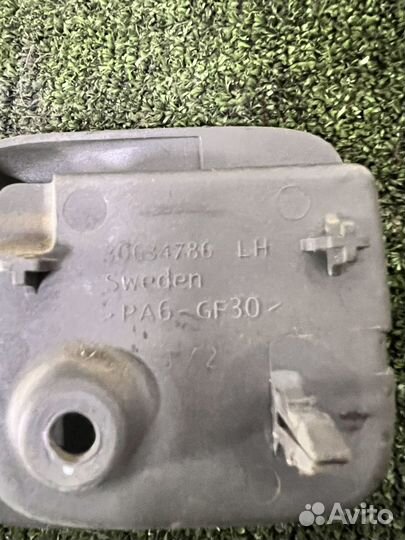 30634786 LH
Sweden
>PA6-GF30<
Avito